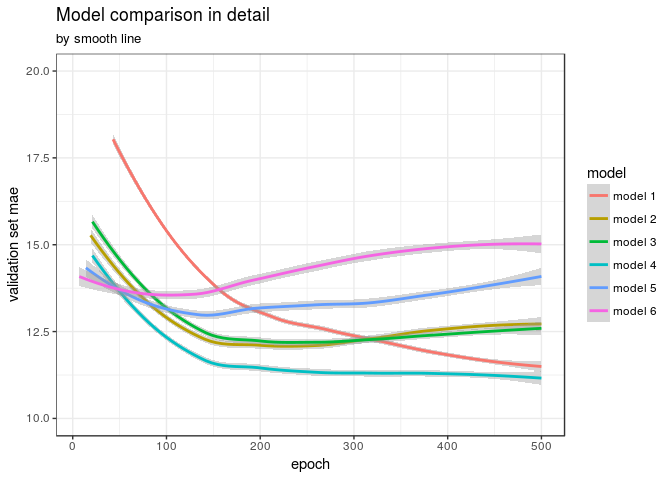 Model comparison in detail
by smooth line
20.0
17.5
15.0
12.5
10.0
validation set mae
0 100 200 300 400 500
epoch
model
model 1
model 2
model 3
model 4
model 5
model 6